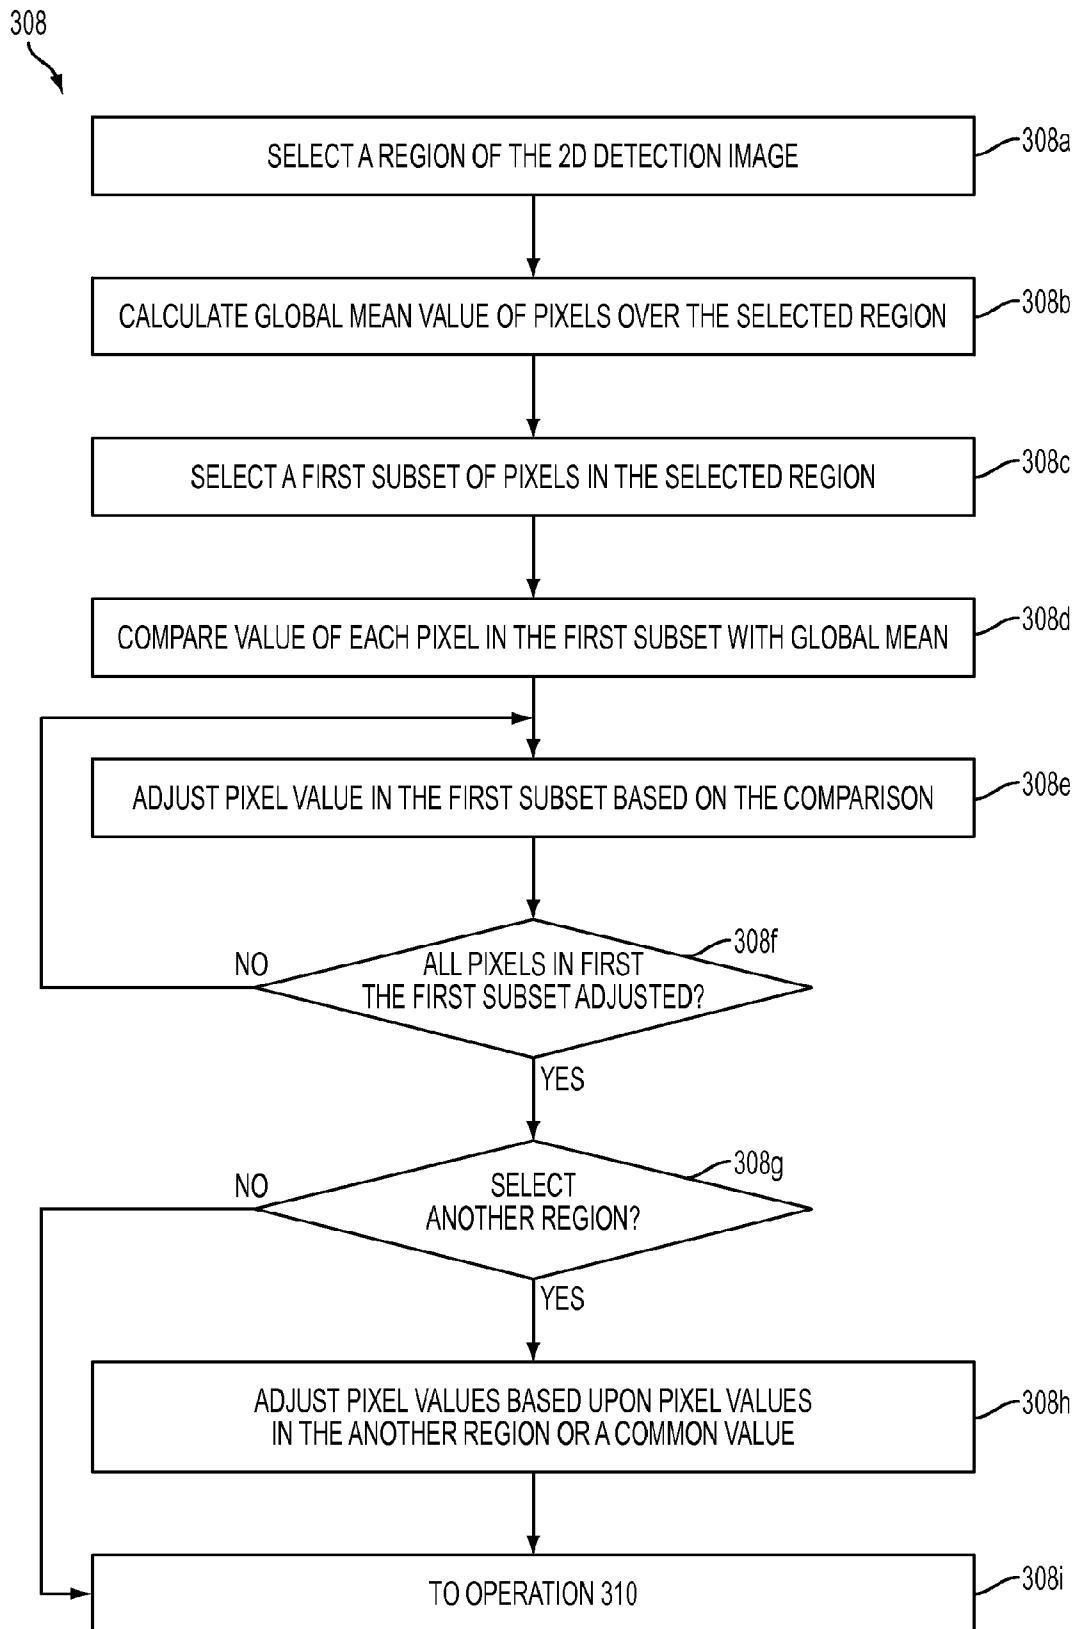 308
SELECT A REGION OF THE 2D DETECTION IMAGE
308a
CALCULATE GLOBAL MEAN VALUE OF PIXELS OVER THE SELECTED REGION
308b
SELECT A FIRST SUBSET OF PIXELS IN THE SELECTED REGION
308c
COMPARE VALUE OF EACH PIXEL IN THE FIRST SUBSET WITH GLOBAL MEAN
308d
ADJUST PIXEL VALUE IN THE FIRST SUBSET BASED ON THE COMPARISON
308e
308f
NO
ALL PIXELS IN FIRST
THE FIRST SUBSET ADJUSTED?
YES
308g
NO
SELECT
ANOTHER REGION?
YES
ADJUST PIXEL VALUES BASED UPON PIXEL VALUES
IN THE ANOTHER REGION OR A COMMON VALUE
308h
TO OPERATION 310
308i